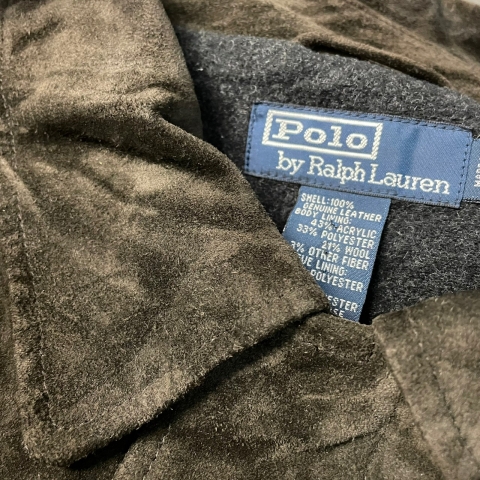 Polo
by Ralph Lauren
SHELL:100%
GENUINE LEATHER
BODY LINING:
43% ACRYLIC
33% POLYESTER
21% WOOL
3% OTHER FIBER
LINING:
POLYESTER